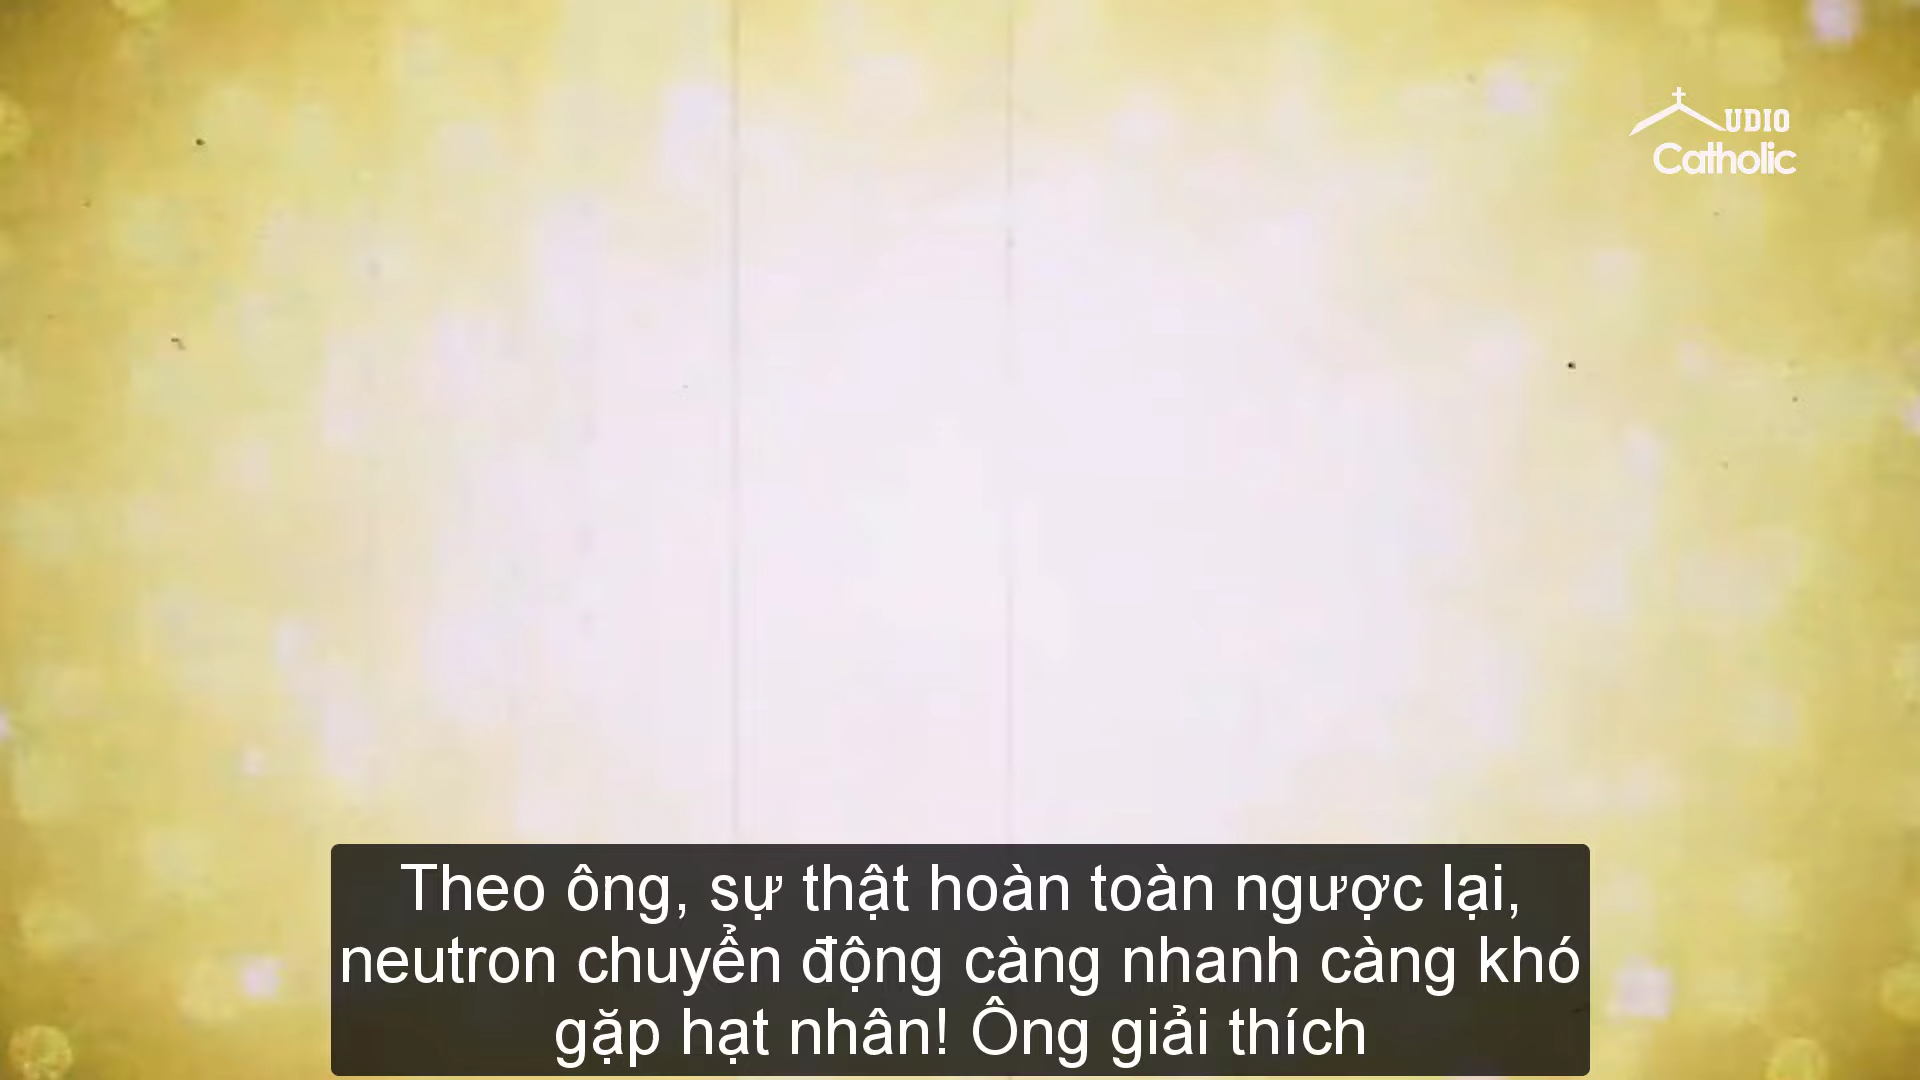 UDIO
Catholic
Theo ông, sự thật hoàn toàn ngược lại,
neutron chuyển động càng nhanh càng khó
gặp hạt nhân! Ông giải thích